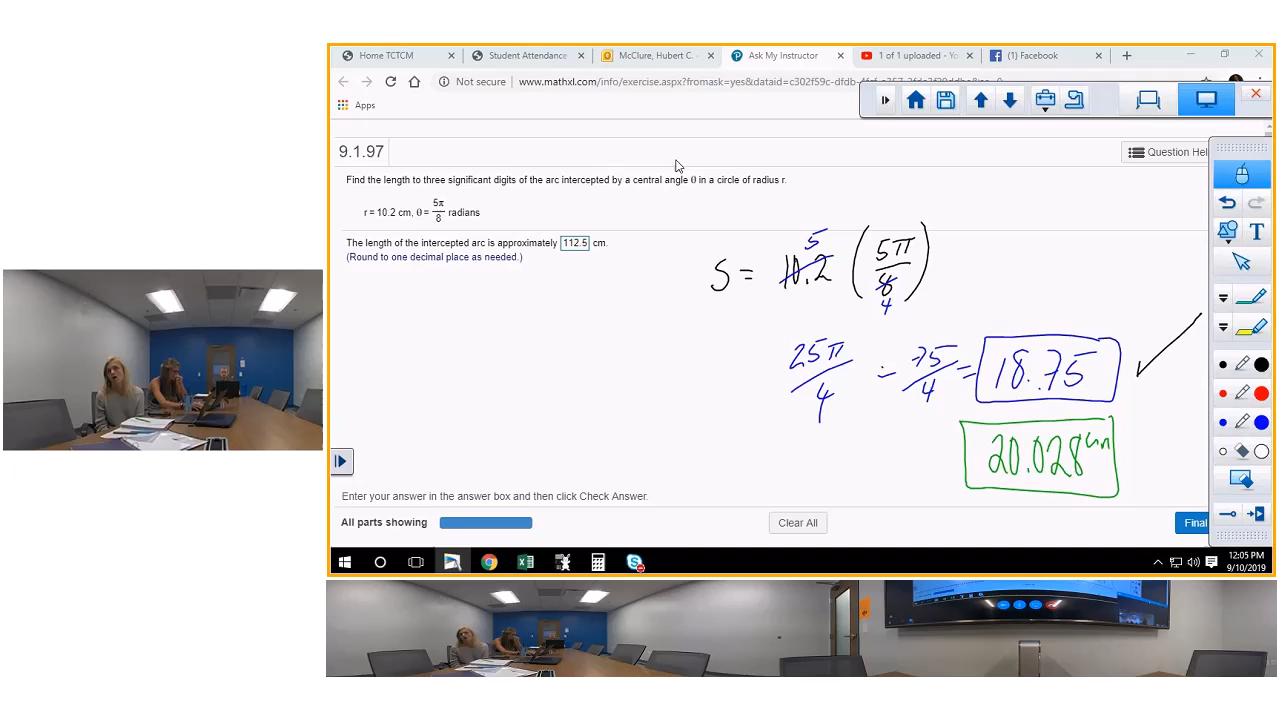 Home TCTCM
Student Attendance
McClure, Hubert C.
Ask My Instructor
1 of 1 uploaded - Yo
(1) Facebook
Not secure
Apps
9.1.97
Question Hel
Find the length to three significant digits of the arc intercepted by a central angle θ in a circle of radius r.
r = 10.2 cm, θ = 5π/8 radians
The length of the intercepted arc is approximately 112.5 cm.
(Round to one decimal place as needed.)
5
S = 10.2 (5π/8)
4
25π/4 = 75/4 = 18.75
20.028 cm
T
Enter your answer in the answer box and then click Check Answer.
All parts showing
Clear All
Final
12:05 PM
9/10/2019